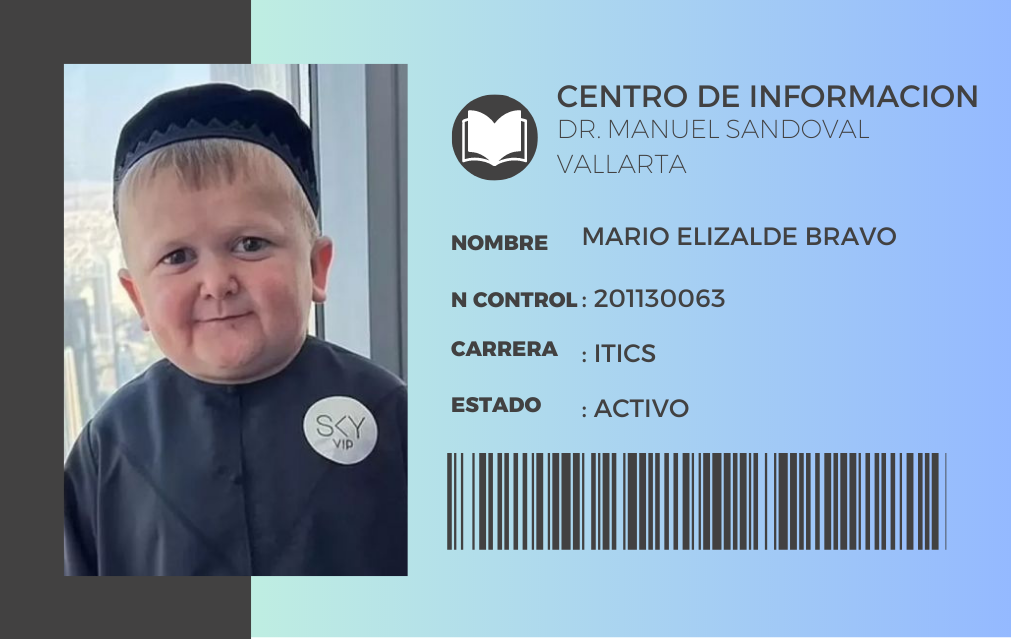 CENTRO DE INFORMACION
DR. MANUEL SANDOVAL
VALLARTA
NOMBRE MARIO ELIZALDE BRAVO
N CONTROL : 201130063
CARRERA : ITICS
ESTADO : ACTIVO
SKY
VIP